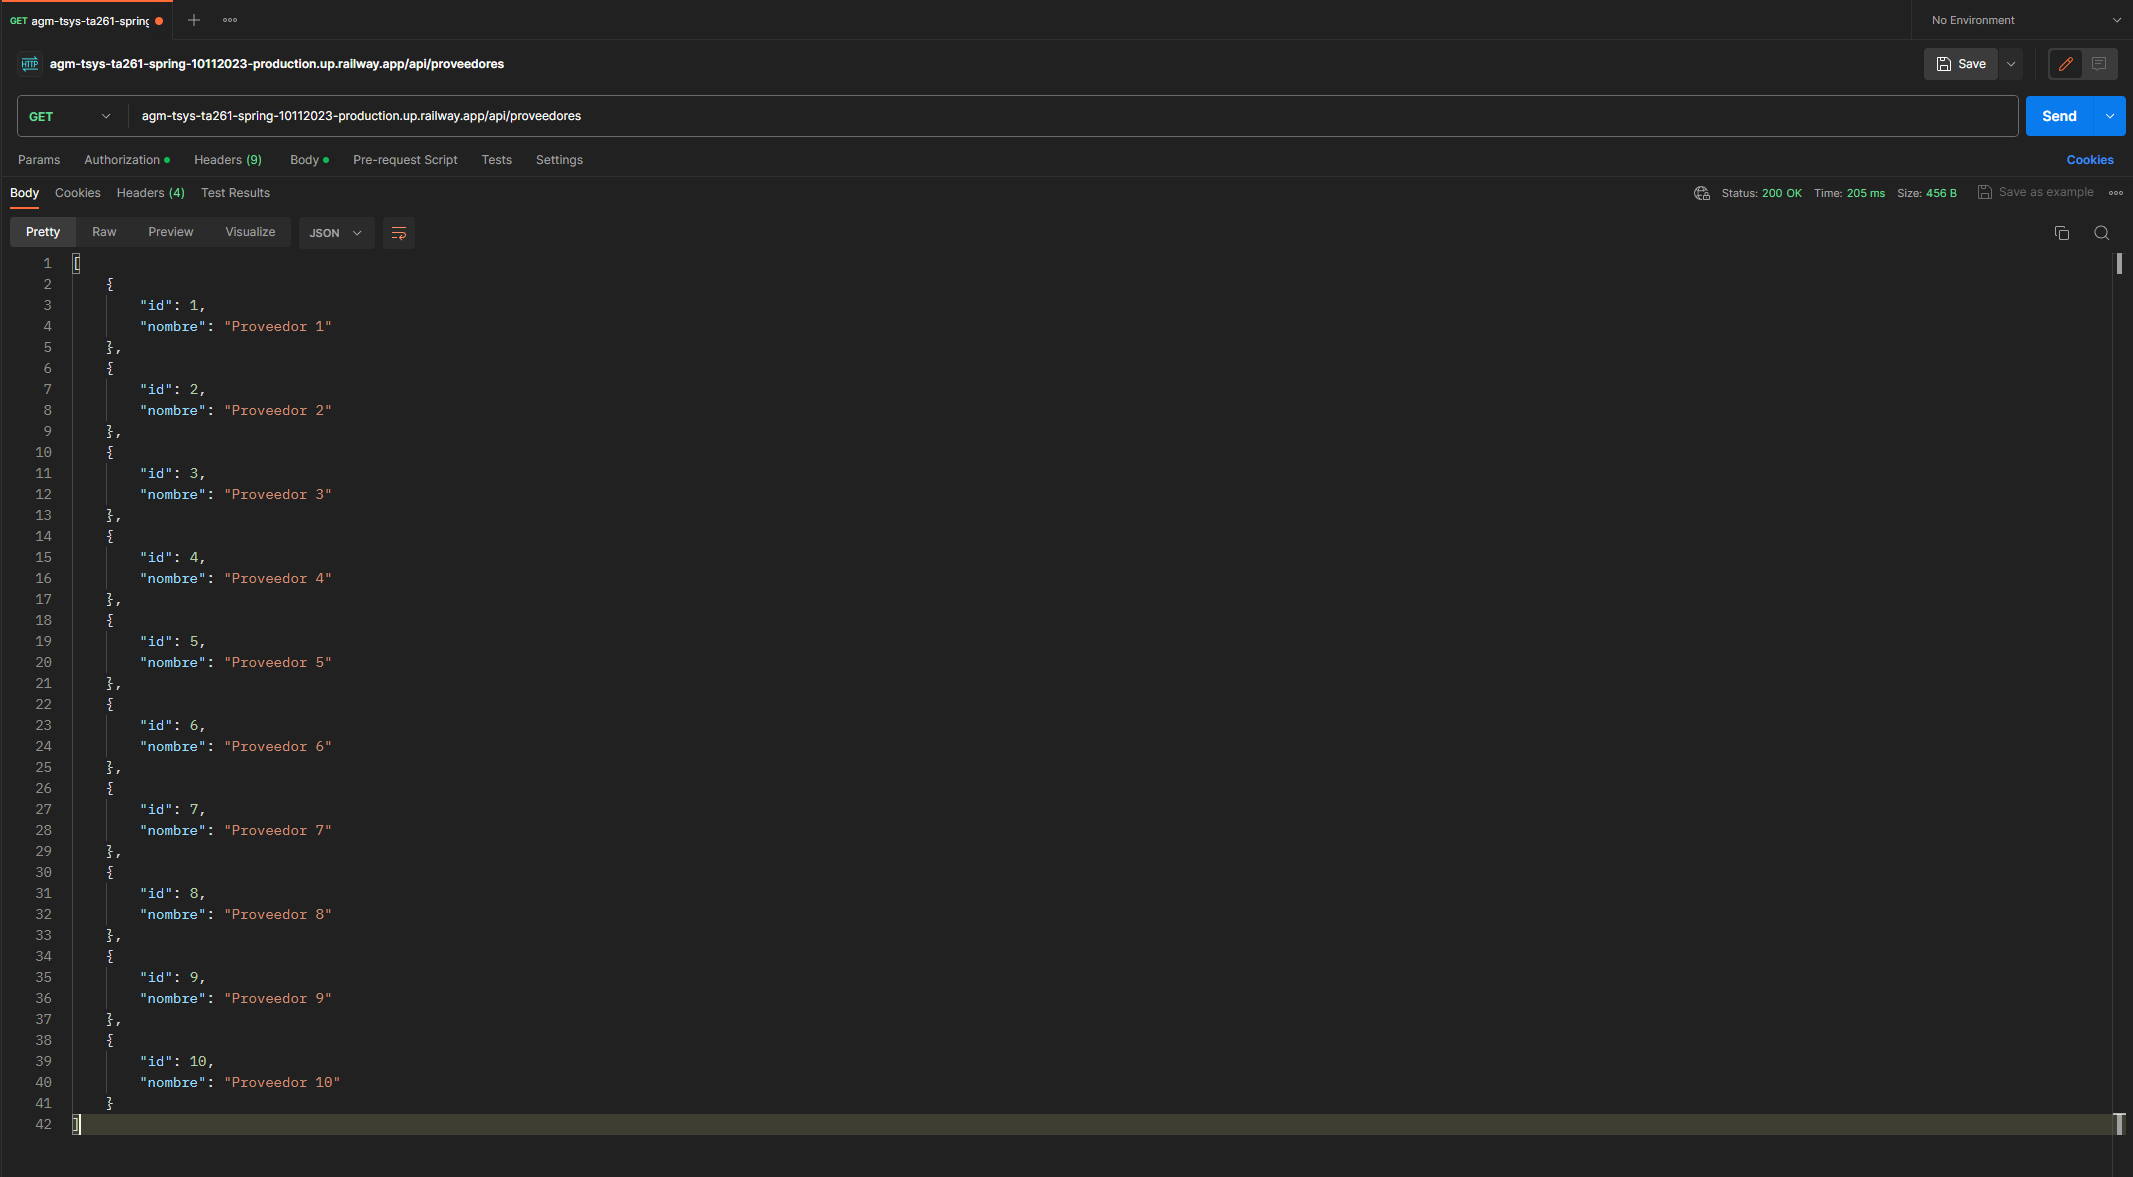 GET agm-tsys-ta261-spring
No Environment
HTTP agm-tsys-ta261-spring-10112023-production.up.railway.app/api/proveedores
Save
GET agm-tsys-ta261-spring-10112023-production.up.railway.app/api/proveedores
Send
Params Authorization Headers (9) Body Pre-request Script Tests Settings
Cookies
Body Cookies Headers (4) Test Results
Status: 200 OK Time: 205 ms Size: 456 B Save as example
Pretty Raw Preview Visualize JSON
1 [
2 {
3 "id": 1,
4 "nombre": "Proveedor 1"
5 },
6 {
7 "id": 2,
8 "nombre": "Proveedor 2"
9 },
10 {
11 "id": 3,
12 "nombre": "Proveedor 3"
13 },
14 {
15 "id": 4,
16 "nombre": "Proveedor 4"
17 },
18 {
19 "id": 5,
20 "nombre": "Proveedor 5"
21 },
22 {
23 "id": 6,
24 "nombre": "Proveedor 6"
25 },
26 {
27 "id": 7,
28 "nombre": "Proveedor 7"
29 },
30 {
31 "id": 8,
32 "nombre": "Proveedor 8"
33 },
34 {
35 "id": 9,
36 "nombre": "Proveedor 9"
37 },
38 {
39 "id": 10,
40 "nombre": "Proveedor 10"
41 }
42 ]